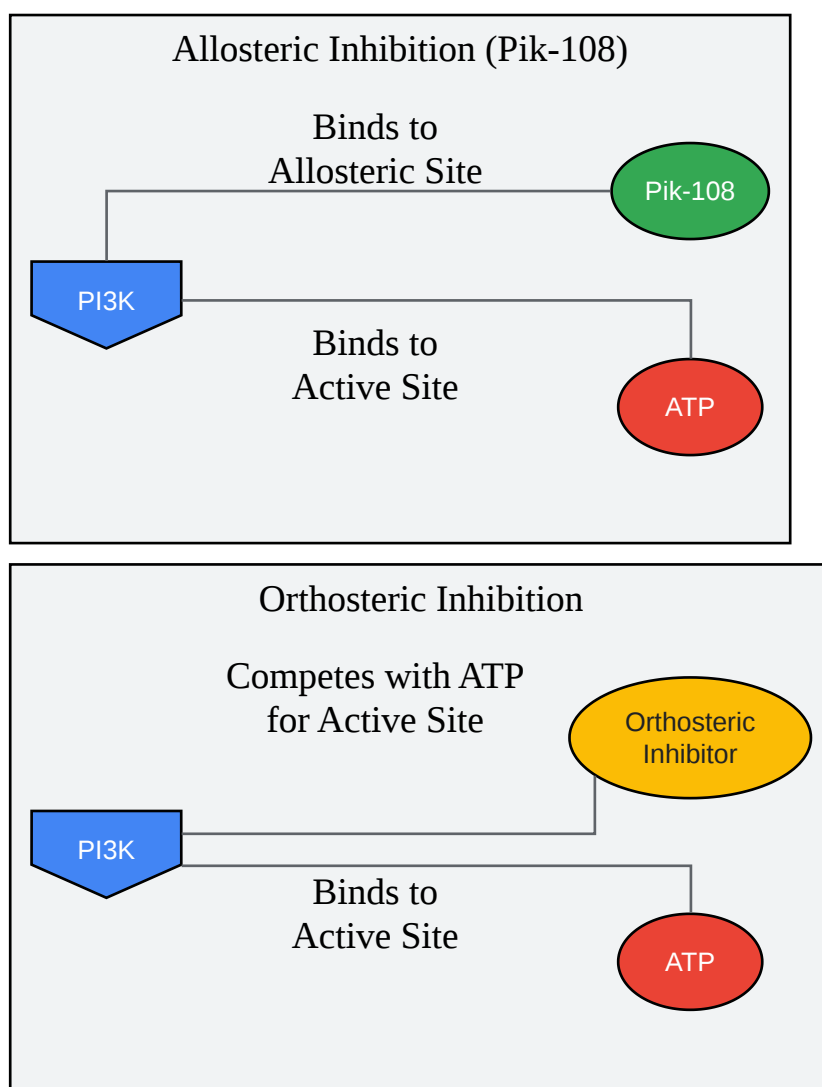 Allosteric Inhibition (Pik-108)
Binds to
Allosteric Site
Pik-108
PI3K
Binds to
Active Site
ATP
Orthosteric Inhibition
Competes with ATP
for Active Site
Orthosteric
Inhibitor
PI3K
Binds to
Active Site
ATP